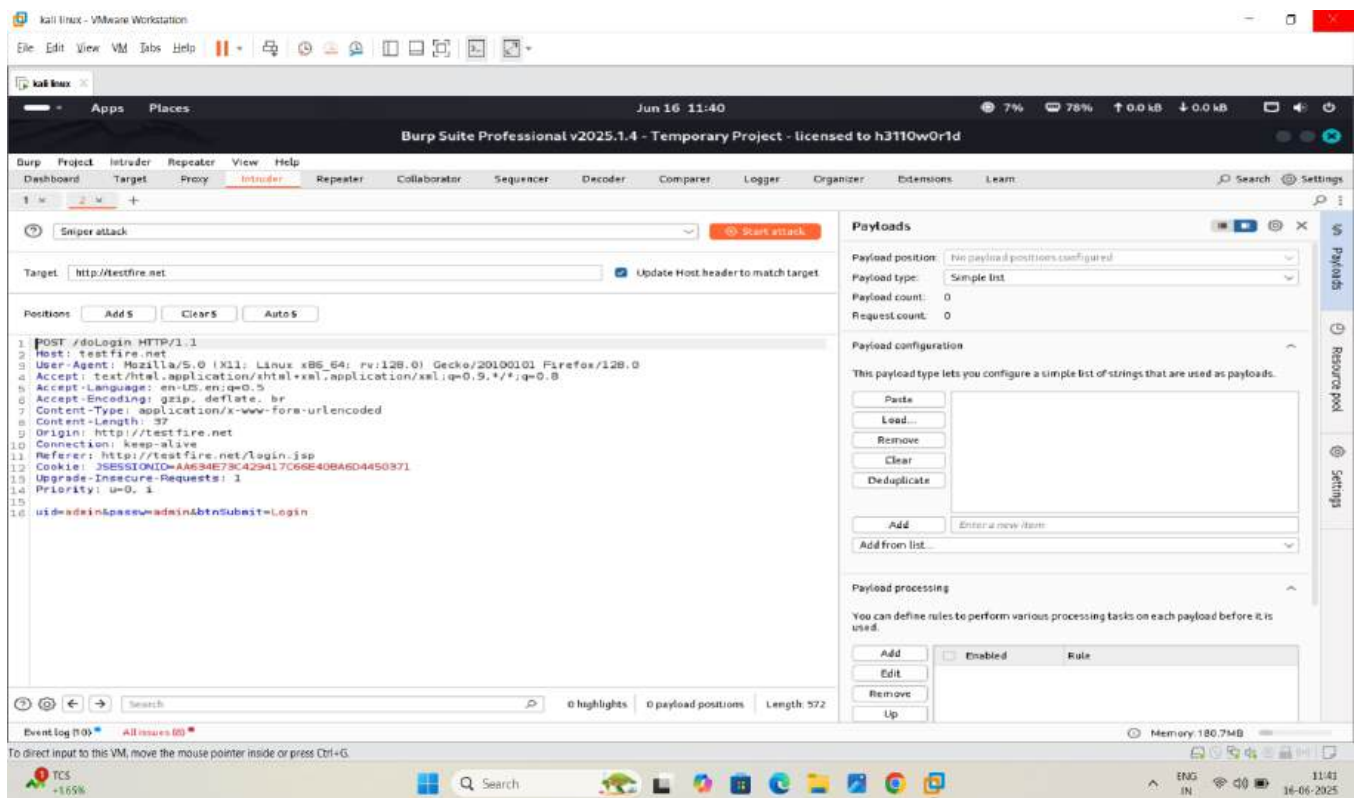 kali linux - VMware Workstation
File Edit View VM Tabs Help
kali linux
Apps Places Jun 16 11:40 7% 78% 0.0 kB 0.0 kB
Burp Suite Professional v2025.1.4 - Temporary Project - licensed to h3110w0r1d
Burp Project Intruder Repeater View Help
Dashboard Target Proxy Intruder Repeater Collaborator Sequencer Decoder Comparer Logger Organizer Extensions Learn Search Settings
1 × 2 × +
Sniper attack Start attack
Target http://testfire.net Update Host header to match target
Positions Add § Clear § Auto §
1 POST /doLogin HTTP/1.1
2 Host: testfire.net
3 User-Agent: Mozilla/5.0 (X11; Linux x86_64; rv:128.0) Gecko/20100101 Firefox/128.0
4 Accept: text/html,application/xhtml+xml,application/xml;q=0.9,*/*;q=0.8
5 Accept-Language: en-US,en;q=0.5
6 Accept-Encoding: gzip, deflate, br
7 Content-Type: application/x-www-form-urlencoded
8 Content-Length: 37
9 Origin: http://testfire.net
10 Connection: keep-alive
11 Referer: http://testfire.net/login.jsp
12 Cookie: JSESSIONID=AA634E73C429417C66E40BA6D4450371
13 Upgrade-Insecure-Requests: 1
14 Priority: u=0, i
15
16 uid=admin&passw=admin&btnSubmit=Login
Search 0 highlights 0 payload positions Length: 572
Payloads
Payload position: No payload positions configured
Payload type: Simple list
Payload count: 0
Request count: 0
Payload configuration
This payload type lets you configure a simple list of strings that are used as payloads.
Paste
Load...
Remove
Clear
Deduplicate
Add Enter a new item
Add from list...
Payload processing
You can define rules to perform various processing tasks on each payload before it is
used.
Add Enabled Rule
Edit
Remove
Up
Payloads
Resource pool
Settings
Event log (10) All issues (6) Memory: 180.7MB
To direct input to this VM, move the mouse pointer inside or press Ctrl+G.
TCS
+1.65%
Search
ENG
IN
11:41
16-06-2025